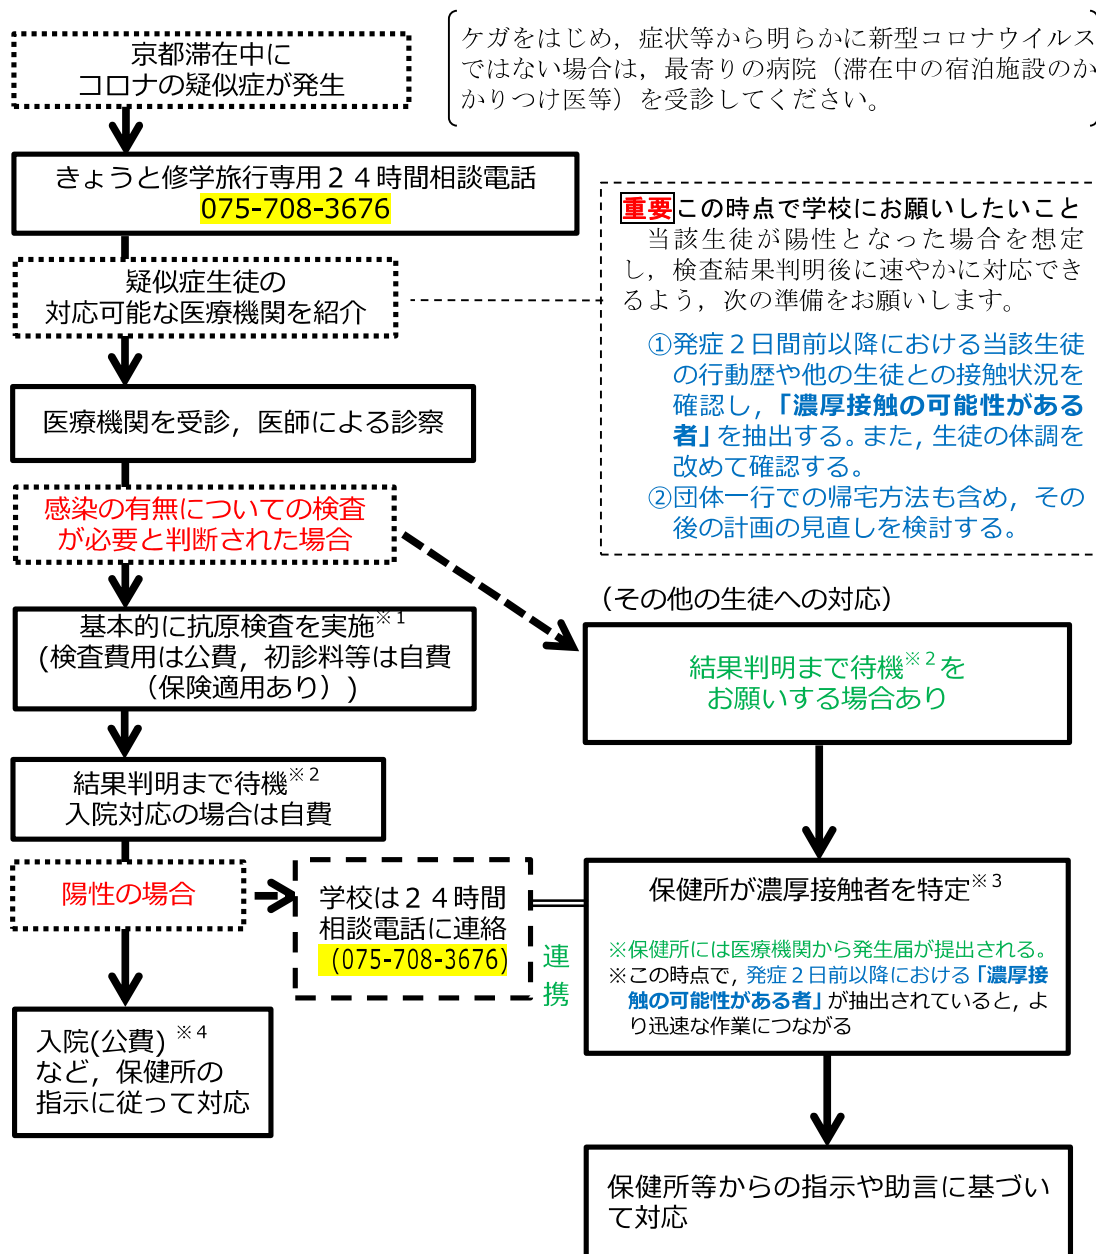 京都滞在中に
コロナの疑似症が発生
ケガをはじめ，症状等から明らかに新型コロナウイルス
ではない場合は，最寄りの病院（滞在中の宿泊施設のか
かりつけ医等）を受診してください。
きょうと修学旅行専用２４時間相談電話
075-708-3676
疑似症生徒の
対応可能な医療機関を紹介
重要この時点で学校にお願いしたいこと
当該生徒が陽性となった場合を想定
し，検査結果判明後に速やかに対応でき
るよう，次の準備をお願いします。
①発症２日間前以降における当該生徒
の行動歴や他の生徒との接触状況を
確認し，「濃厚接触の可能性がある
者」を抽出する。また，生徒の体調を
改めて確認する。
②団体一行での帰宅方法も含め，その
後の計画の見直しを検討する。
医療機関を受診，医師による診察
感染の有無についての検査
が必要と判断された場合
基本的に抗原検査を実施※1
(検査費用は公費，初診料等は自費
（保険適用あり）)
結果判明まで待機※2
入院対応の場合は自費
陽性の場合
学校は２４時間
相談電話に連絡
(075-708-3676)
入院(公費)※4
など，保健所の
指示に従って対応
（その他の生徒への対応）
結果判明まで待機※2を
お願いする場合あり
連
携
保健所が濃厚接触者を特定※3
※保健所には医療機関から発生届が提出される。
※この時点で，発症２日前以降における「濃厚接
触の可能性がある者」が抽出されていると，よ
り迅速な作業につながる
保健所等からの指示や助言に基づい
て対応